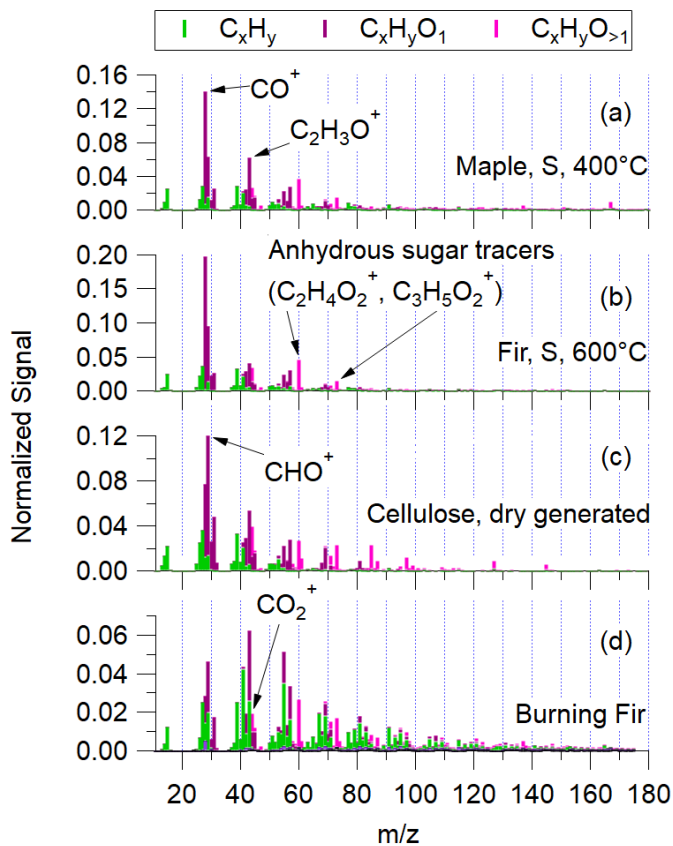 CxHy CxHyO1 CxHyO>1
0.16
0.12
0.08
0.04
0.00
CO+
C2H3O+
(a)
Maple, S, 400°C
0.20
0.15
0.10
0.05
0.00
Anhydrous sugar tracers
(C2H4O2+, C3H5O2+)
(b)
Fir, S, 600°C
0.12
0.08
0.04
0.00
CHO+
(c)
Cellulose, dry generated
0.06
0.04
0.02
0.00
CO2+
(d)
Burning Fir
Normalized Signal
20 40 60 80 100 120 140 160 180
m/z